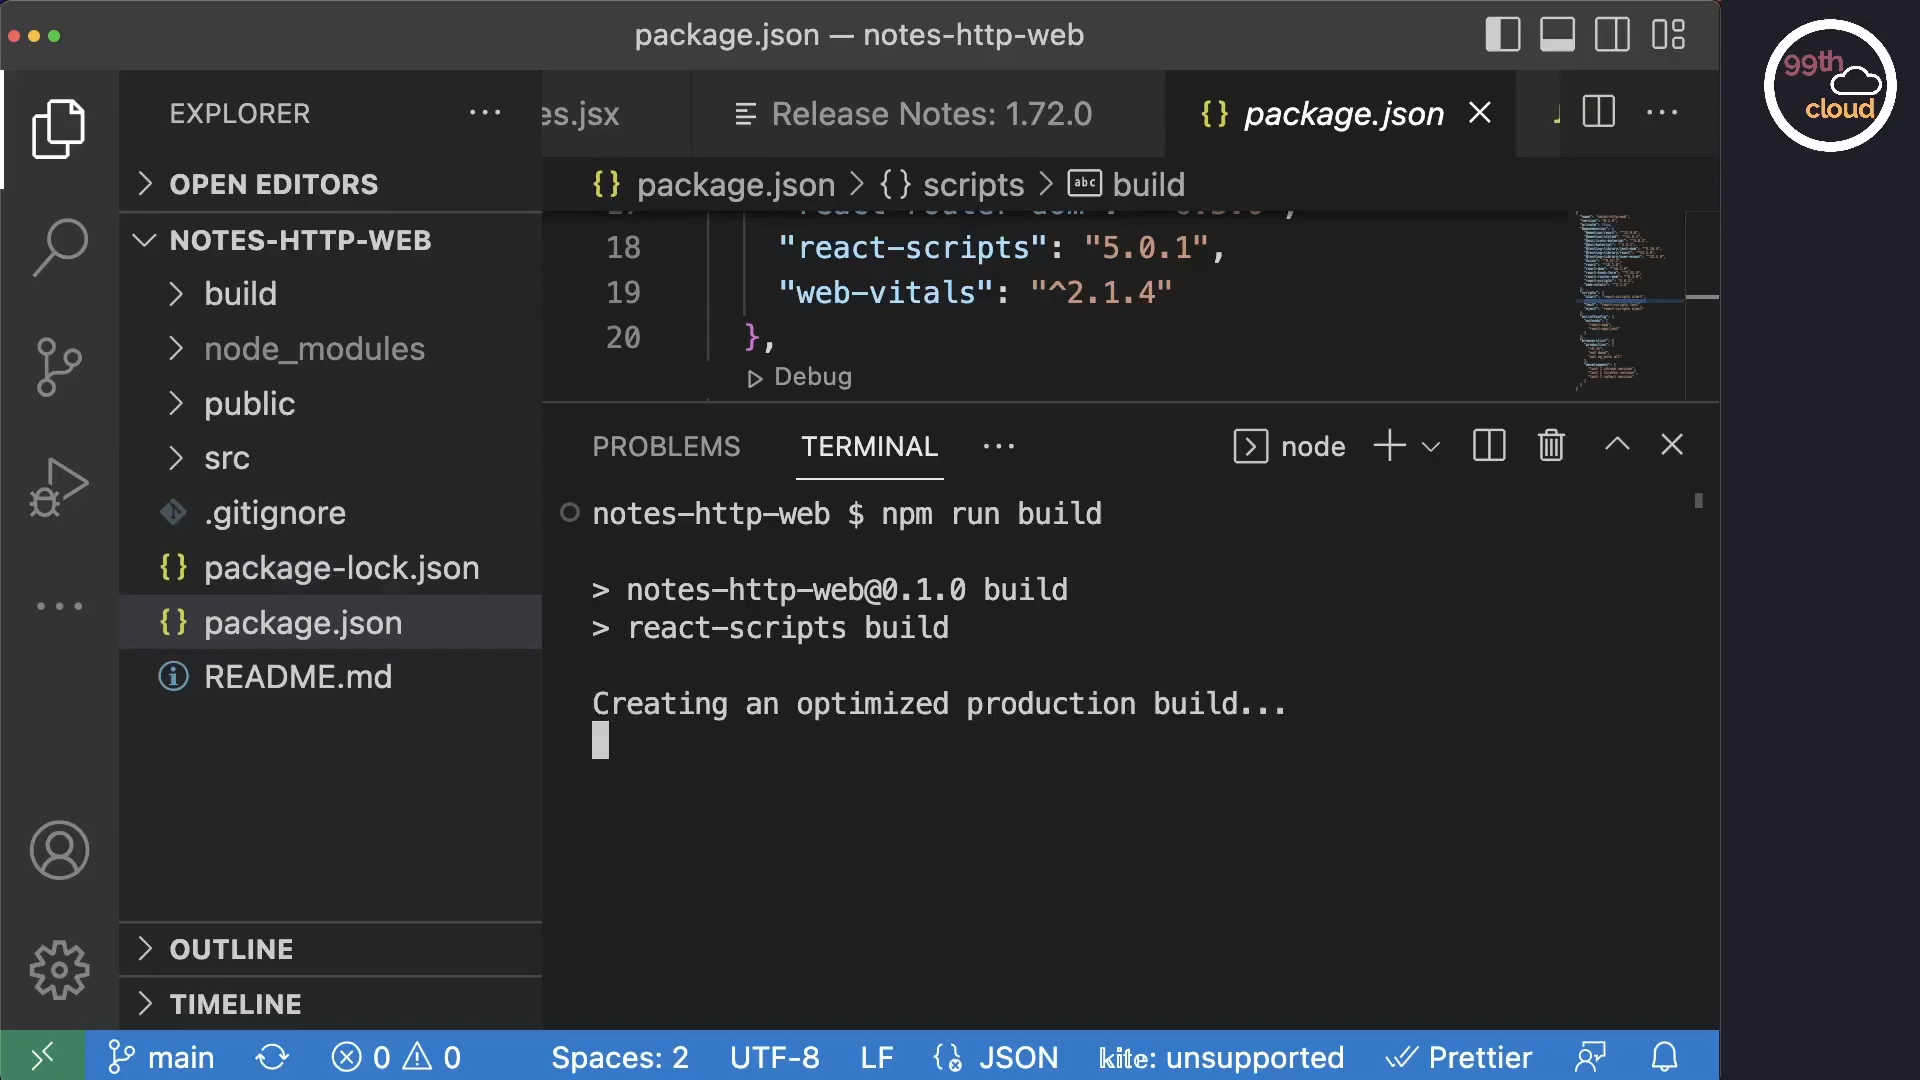 package.json — notes-http-web
99th
cloud
EXPLORER
es.jsx
Release Notes: 1.72.0
{} package.json
OPEN EDITORS
{} package.json > {} scripts > abc build
NOTES-HTTP-WEB
build
node_modules
public
src
.gitignore
{} package-lock.json
{} package.json
README.md
OUTLINE
TIMELINE
18 "react-scripts": "5.0.1",
19 "web-vitals": "^2.1.4"
20 },
Debug
PROBLEMS TERMINAL ... node
notes-http-web $ npm run build
> notes-http-web@0.1.0 build
> react-scripts build
Creating an optimized production build...
main 0 0 Spaces: 2 UTF-8 LF JSON kite: unsupported Prettier